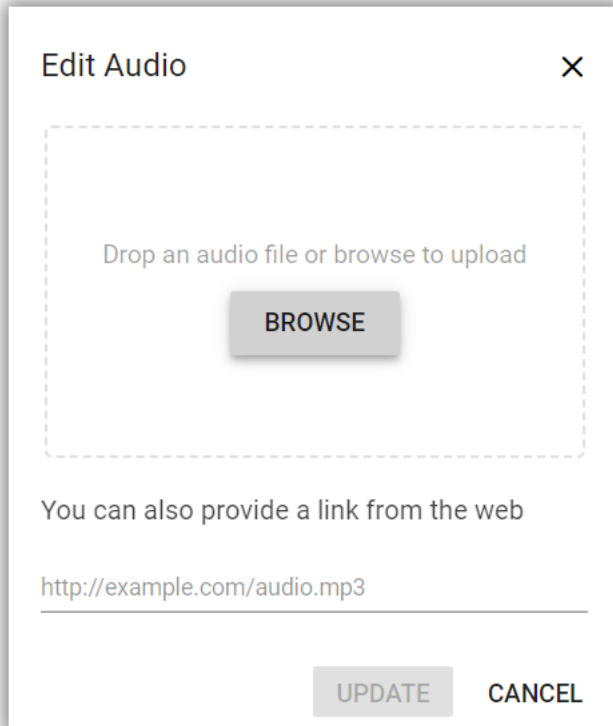 Edit Audio
Drop an audio file or browse to upload
BROWSE
You can also provide a link from the web
http://example.com/audio.mp3
UPDATE CANCEL